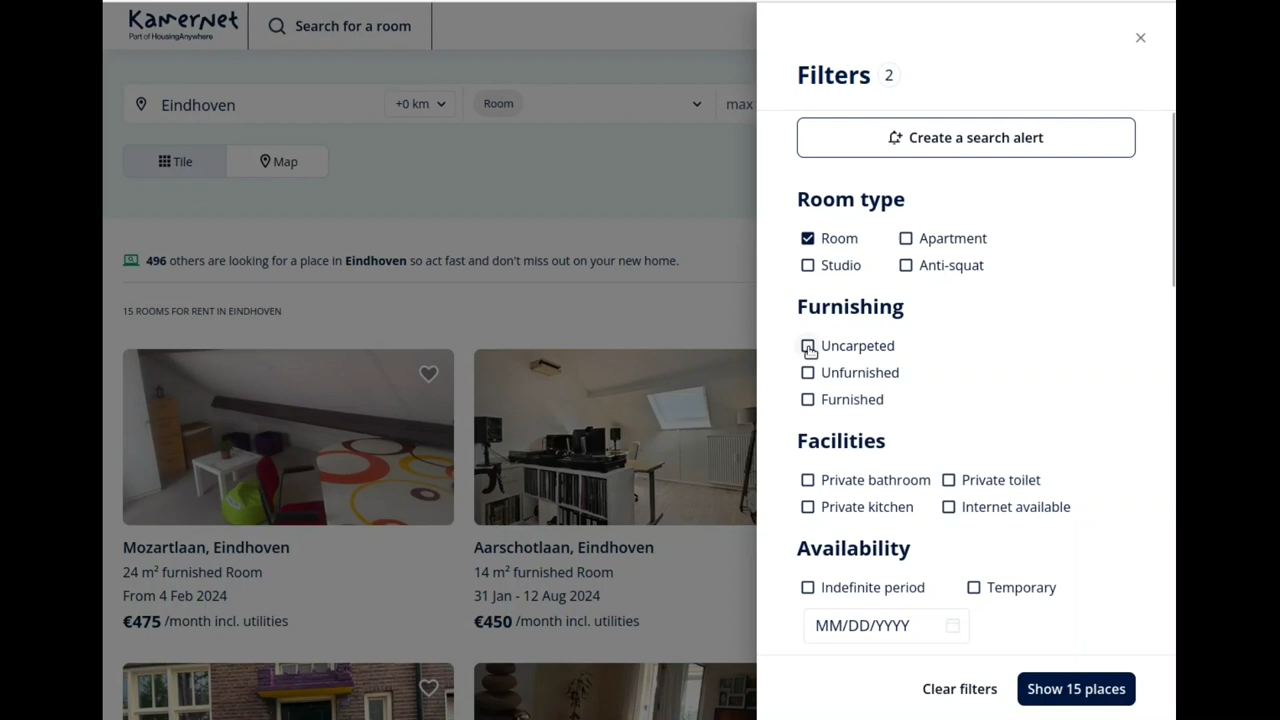 Kamernet
Part of HousingAnywhere
Search for a room
Eindhoven
+0 km
Room
max
Tile
Map
496 others are looking for a place in Eindhoven so act fast and don't miss out on your new home.
15 ROOMS FOR RENT IN EINDHOVEN
Mozartlaan, Eindhoven
24 m² furnished Room
From 4 Feb 2024
€475 /month incl. utilities
Aarschotlaan, Eindhoven
14 m² furnished Room
31 Jan - 12 Aug 2024
€450 /month incl. utilities
Filters 2
Create a search alert
Room type
Room Apartment
Studio Anti-squat
Furnishing
Uncarpeted
Unfurnished
Furnished
Facilities
Private bathroom Private toilet
Private kitchen Internet available
Availability
Indefinite period Temporary
MM/DD/YYYY
Clear filters Show 15 places